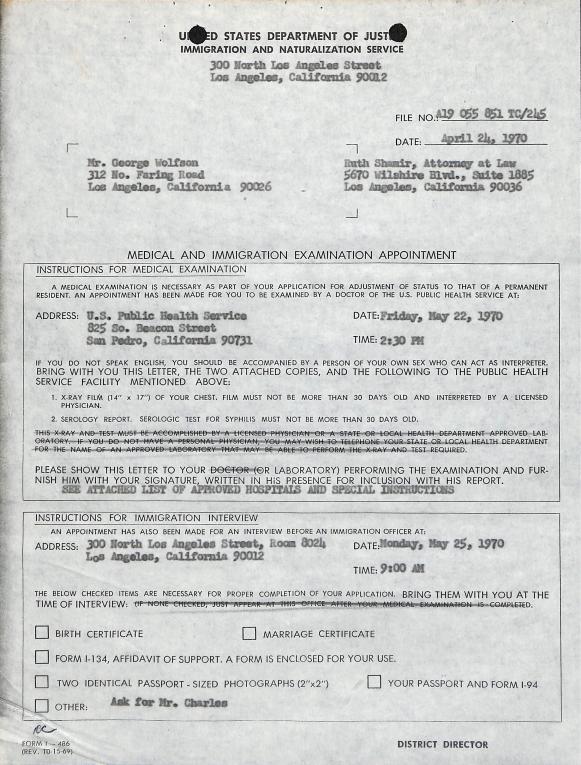 UNITED STATES DEPARTMENT OF JUSTICE
IMMIGRATION AND NATURALIZATION SERVICE
300 North Los Angeles Street
Los Angeles, California 90012
FILE NO.: A19 055 851 TC/245
DATE: April 24, 1970
Mr. George Wolfson
312 No. Faring Road
Los Angeles, California 90026
Ruth Shamir, Attorney at Law
5670 Wilshire Blvd., Suite 1885
Los Angeles, California 90036
MEDICAL AND IMMIGRATION EXAMINATION APPOINTMENT
INSTRUCTIONS FOR MEDICAL EXAMINATION
A MEDICAL EXAMINATION IS NECESSARY AS PART OF YOUR APPLICATION FOR ADJUSTMENT OF STATUS TO THAT OF A PERMANENT
RESIDENT. AN APPOINTMENT HAS BEEN MADE FOR YOU TO BE EXAMINED BY A DOCTOR OF THE U.S. PUBLIC HEALTH SERVICE AT:
ADDRESS: U.S. Public Health Service
825 So. Beacon Street
San Pedro, California 90731
DATE: Friday, May 22, 1970
TIME: 2:30 PM
IF YOU DO NOT SPEAK ENGLISH, YOU SHOULD BE ACCOMPANIED BY A PERSON OF YOUR OWN SEX WHO CAN ACT AS INTERPRETER.
BRING WITH YOU THIS LETTER, THE TWO ATTACHED COPIES, AND THE FOLLOWING TO THE PUBLIC HEALTH
SERVICE FACILITY MENTIONED ABOVE:
1. X-RAY FILM (14" x 17") OF YOUR CHEST. FILM MUST NOT BE MORE THAN 30 DAYS OLD AND INTERPRETED BY A LICENSED
PHYSICIAN.
2. SEROLOGY REPORT. SEROLOGIC TEST FOR SYPHILIS MUST NOT BE MORE THAN 30 DAYS OLD.
THIS X-RAY AND TEST MUST BE ACCOMPLISHED BY A LICENSED PHYSICIAN OR A STATE OR LOCAL HEALTH DEPARTMENT APPROVED LAB-
ORATORY. IF YOU DO NOT HAVE A PERSONAL PHYSICIAN, YOU MAY WISH TO TELEPHONE YOUR STATE OR LOCAL HEALTH DEPARTMENT
FOR THE NAME OF AN APPROVED LABORATORY THAT MAY BE ABLE TO PERFORM THE X-RAY AND TEST REQUIRED.
PLEASE SHOW THIS LETTER TO YOUR DOCTOR (OR LABORATORY) PERFORMING THE EXAMINATION AND FUR-
NISH HIM WITH YOUR SIGNATURE, WRITTEN IN HIS PRESENCE FOR INCLUSION WITH HIS REPORT.
SEE ATTACHED LIST OF APPROVED HOSPITALS AND SPECIAL INSTRUCTIONS
INSTRUCTIONS FOR IMMIGRATION INTERVIEW
AN APPOINTMENT HAS ALSO BEEN MADE FOR AN INTERVIEW BEFORE AN IMMIGRATION OFFICER AT:
ADDRESS: 300 North Los Angeles Street, Room 8024
Los Angeles, California 90012
DATE: Monday, May 25, 1970
TIME: 9:00 AM
THE BELOW CHECKED ITEMS ARE NECESSARY FOR PROPER COMPLETION OF YOUR APPLICATION. BRING THEM WITH YOU AT THE
TIME OF INTERVIEW: (IF NONE CHECKED, JUST APPEAR AT THIS OFFICE AFTER YOUR MEDICAL EXAMINATION IS COMPLETED.
BIRTH CERTIFICATE
MARRIAGE CERTIFICATE
FORM I-134, AFFIDAVIT OF SUPPORT. A FORM IS ENCLOSED FOR YOUR USE.
TWO IDENTICAL PASSPORT - SIZED PHOTOGRAPHS (2"x2")
YOUR PASSPORT AND FORM I-94
OTHER: Ask for Mr. Charles
FORM I - 486
(REV. 10-15-69)
DISTRICT DIRECTOR